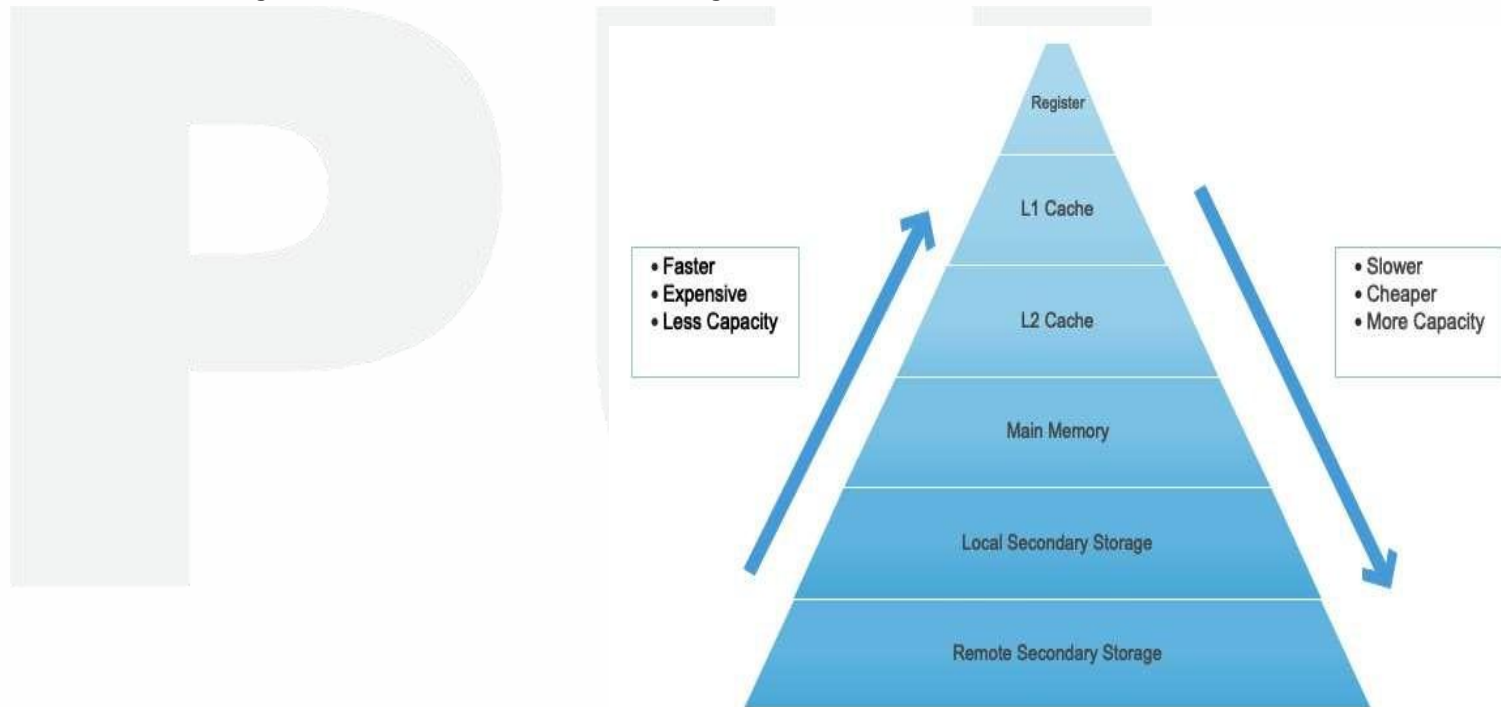 Register
L1 Cache
• Faster
• Expensive
• Less Capacity
• Slower
• Cheaper
• More Capacity
L2 Cache
Main Memory
Local Secondary Storage
Remote Secondary Storage